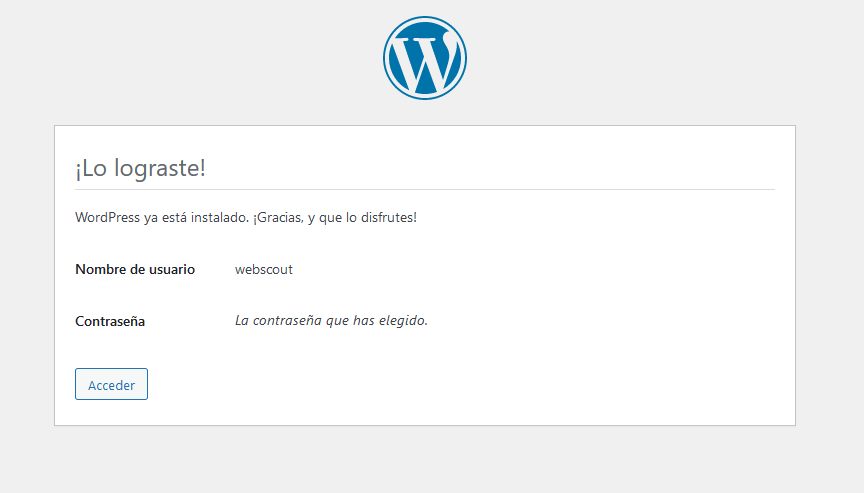 ¡Lo lograste!
WordPress ya está instalado. ¡Gracias, y que lo disfrutes!
Nombre de usuario webscout
Contraseña La contraseña que has elegido.
Acceder